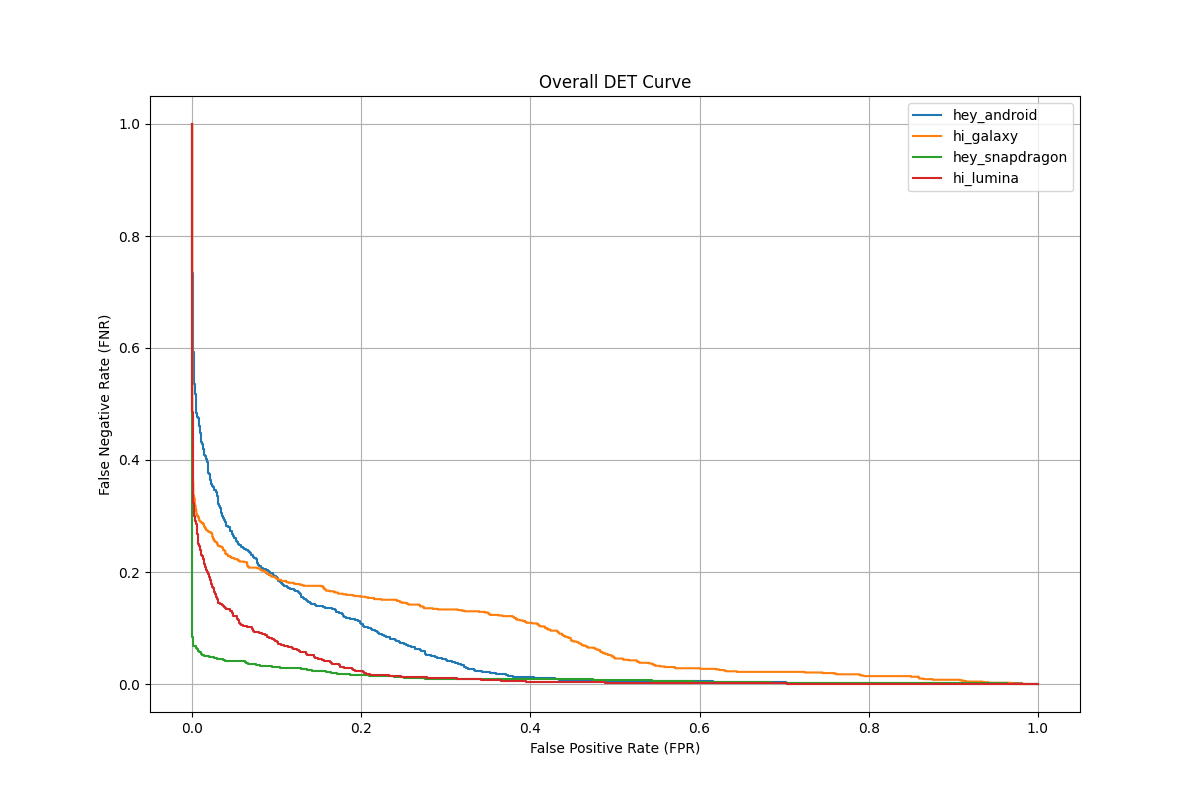 Overall DET Curve
hey_android
hi_galaxy
hey_snapdragon
hi_lumina
1.0
0.8
0.6
0.4
0.2
0.0
False Negative Rate (FNR)
0.0 0.2 0.4 0.6 0.8 1.0
False Positive Rate (FPR)